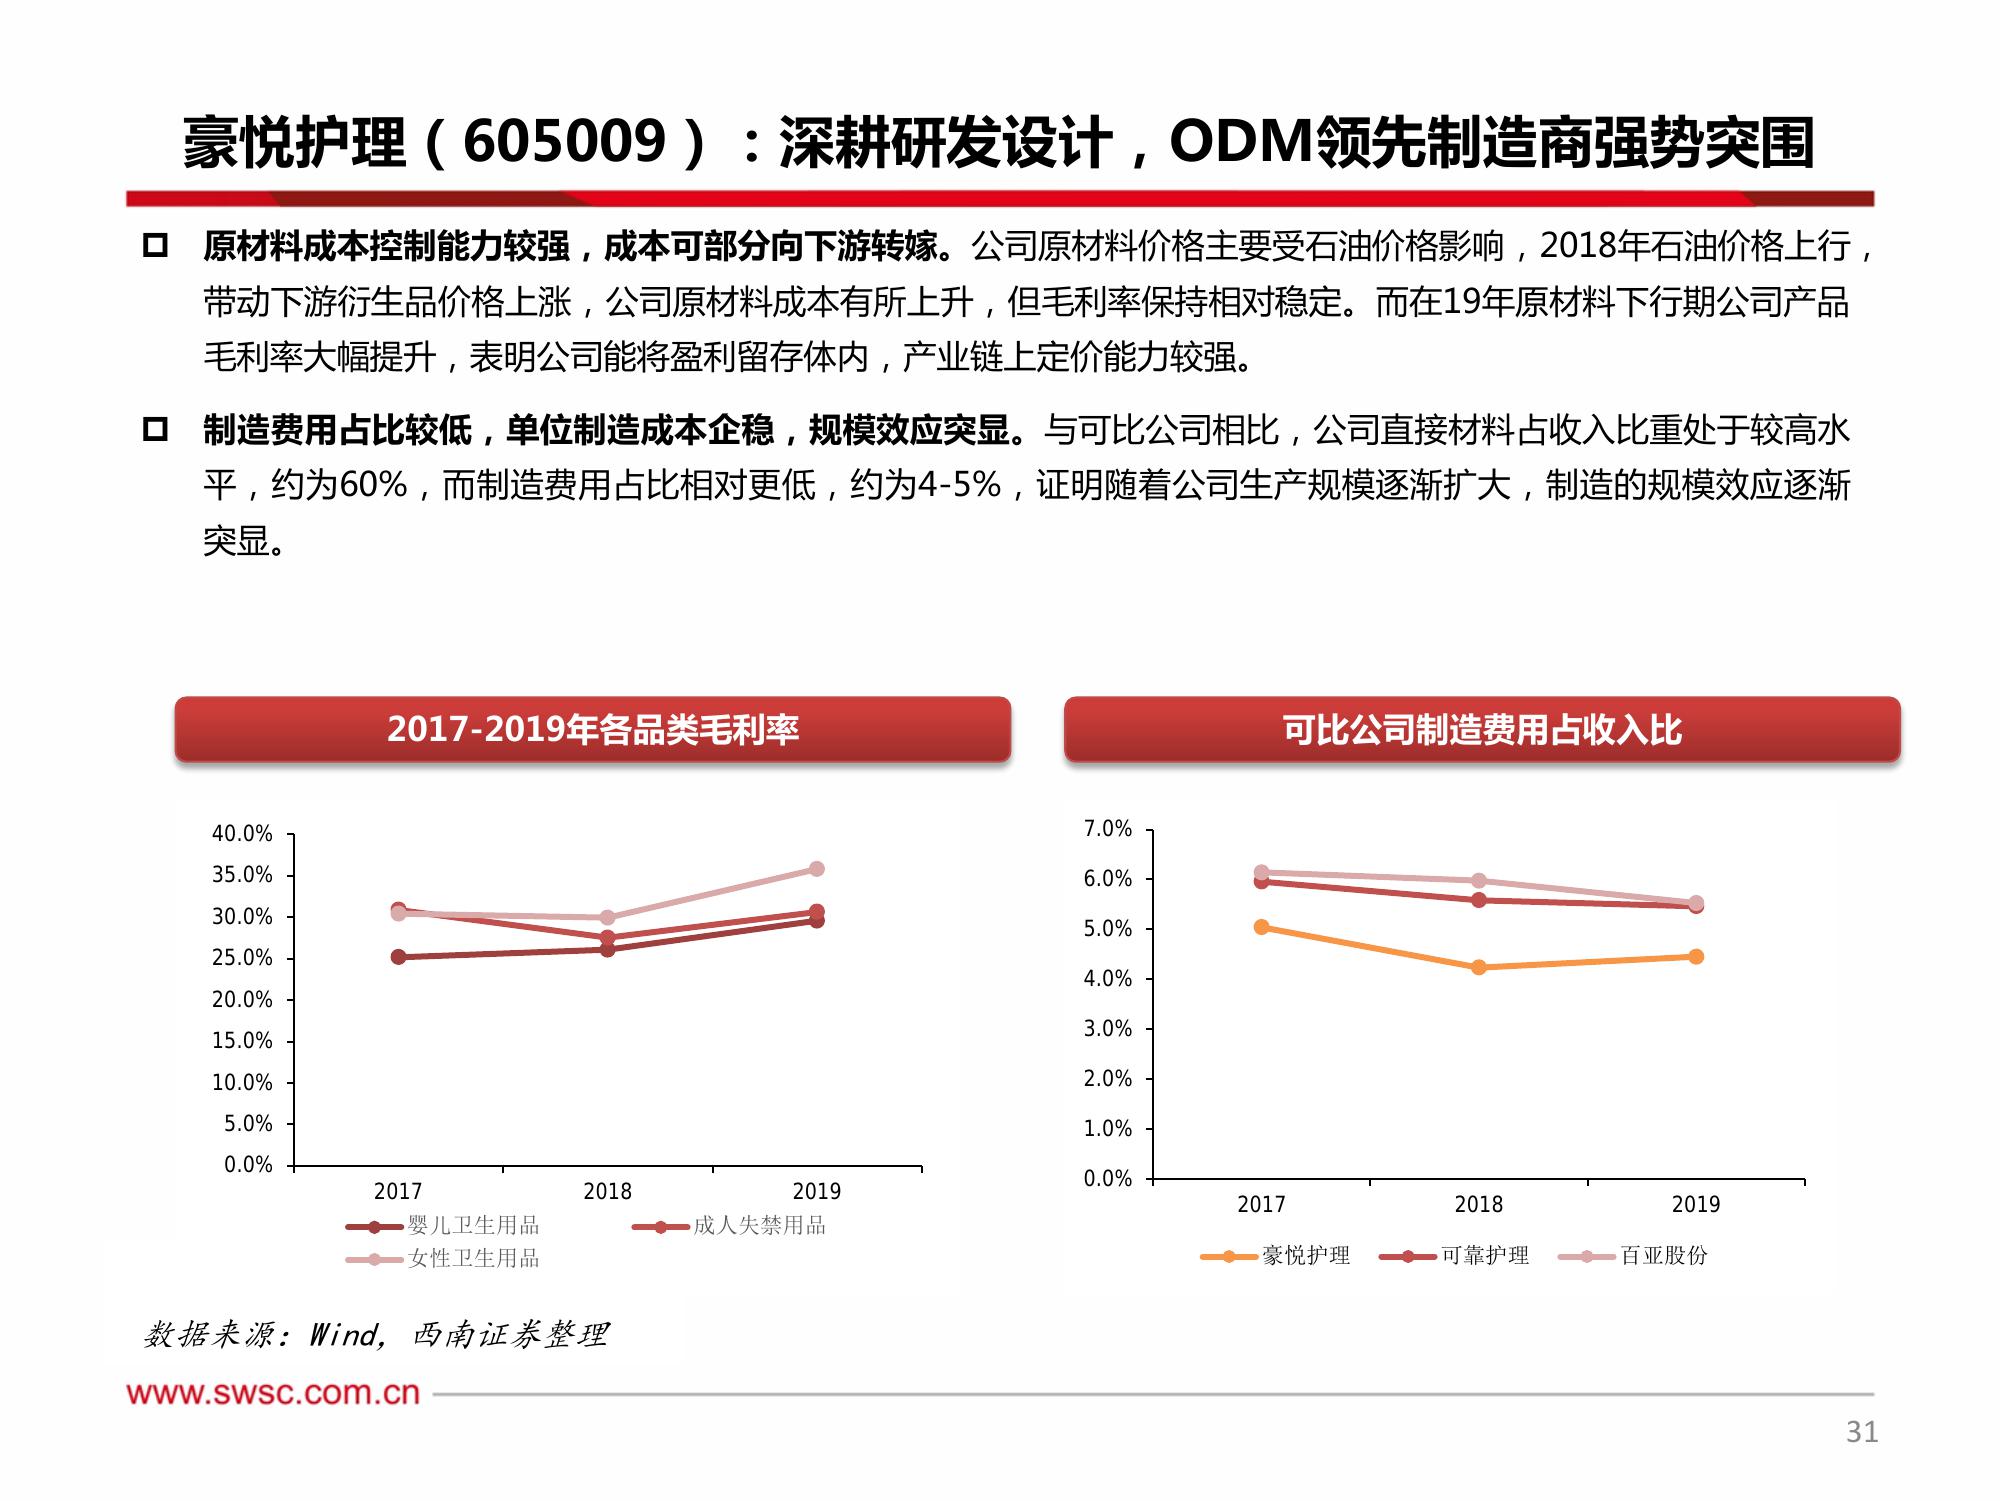 豪悦护理（605009）：深耕研发设计，ODM领先制造商强势突围
原材料成本控制能力较强，成本可部分向下游转嫁。公司原材料价格主要受石油价格影响，2018年石油价格上行，
带动下游衍生品价格上涨，公司原材料成本有所上升，但毛利率保持相对稳定。而在19年原材料下行期公司产品
毛利率大幅提升，表明公司能将盈利留存体内，产业链上定价能力较强。
制造费用占比较低，单位制造成本企稳，规模效应突显。与可比公司相比，公司直接材料占收入比重处于较高水
平，约为60%，而制造费用占比相对更低，约为4-5%，证明随着公司生产规模逐渐扩大，制造的规模效应逐渐
突显。
2017-2019年各品类毛利率
40.0%
35.0%
30.0%
25.0%
20.0%
15.0%
10.0%
5.0%
0.0%
2017 2018 2019
婴儿卫生用品 成人失禁用品
女性卫生用品
可比公司制造费用占收入比
7.0%
6.0%
5.0%
4.0%
3.0%
2.0%
1.0%
0.0%
2017 2018 2019
豪悦护理 可靠护理 百亚股份
数据来源：Wind，西南证券整理
www.swsc.com.cn
31